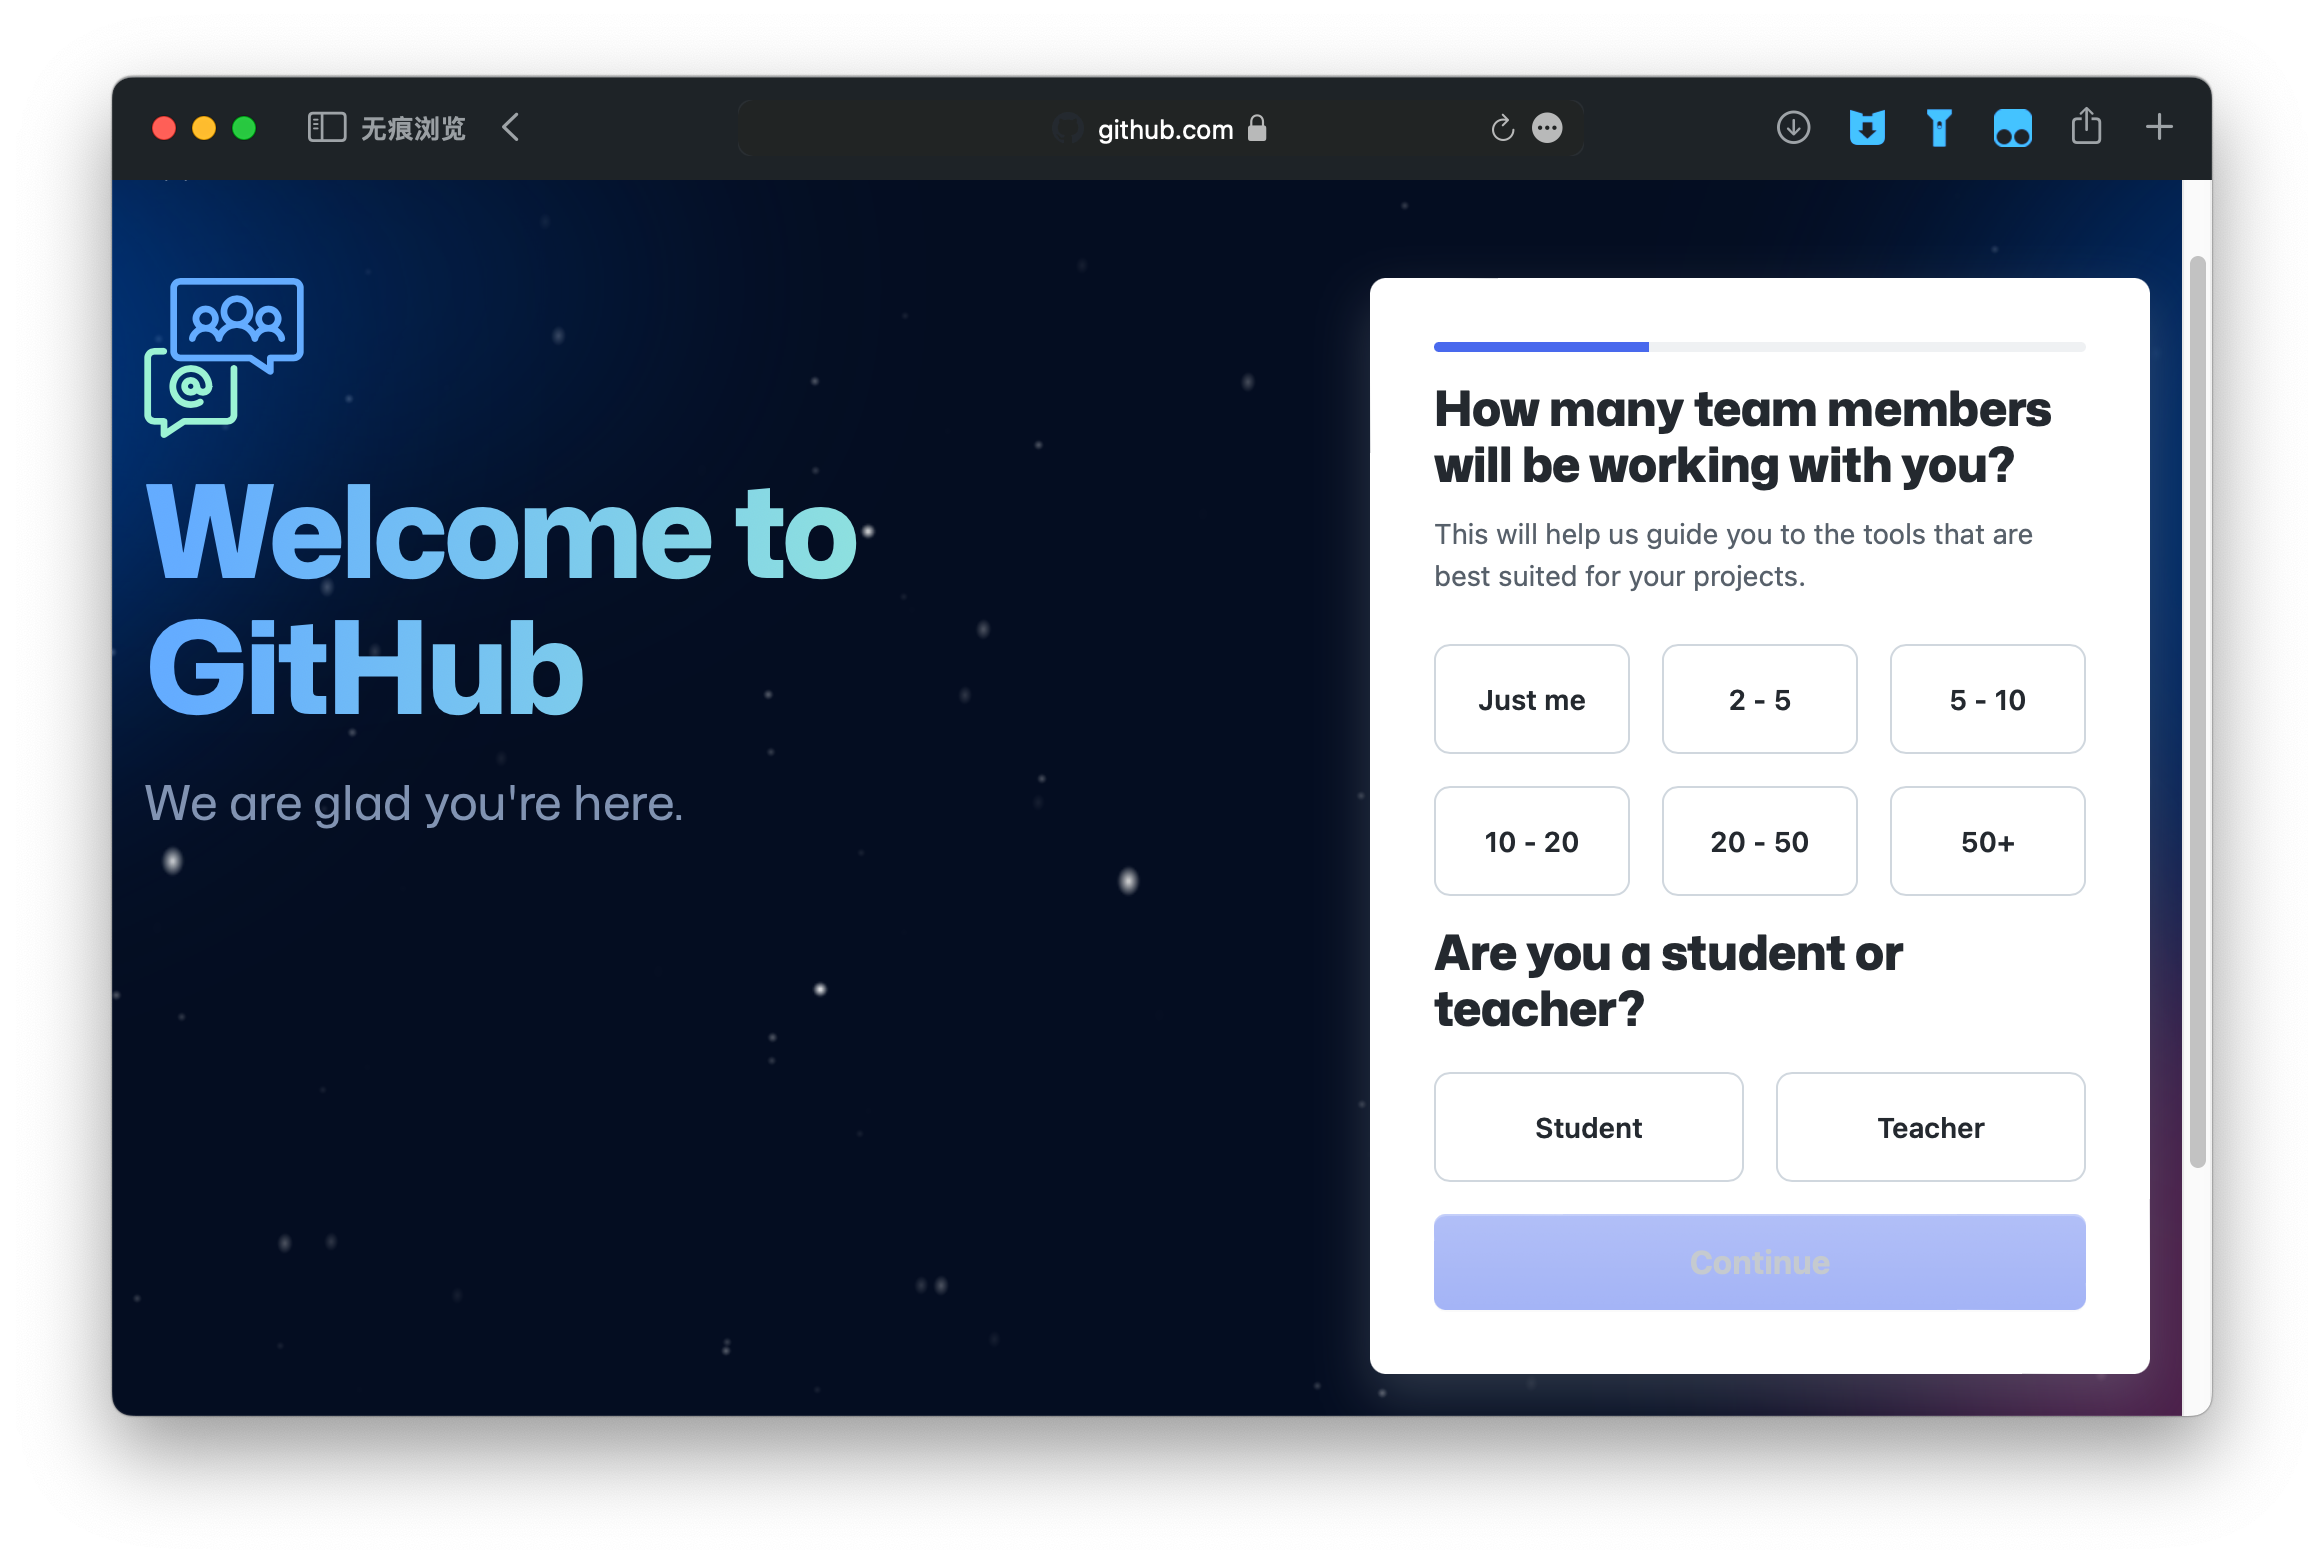 无痕浏览
github.com
Welcome to
GitHub
We are glad you're here.
How many team members
will be working with you?
This will help us guide you to the tools that are
best suited for your projects.
Just me
2 - 5
5 - 10
10 - 20
20 - 50
50+
Are you a student or
teacher?
Student
Teacher
Continue